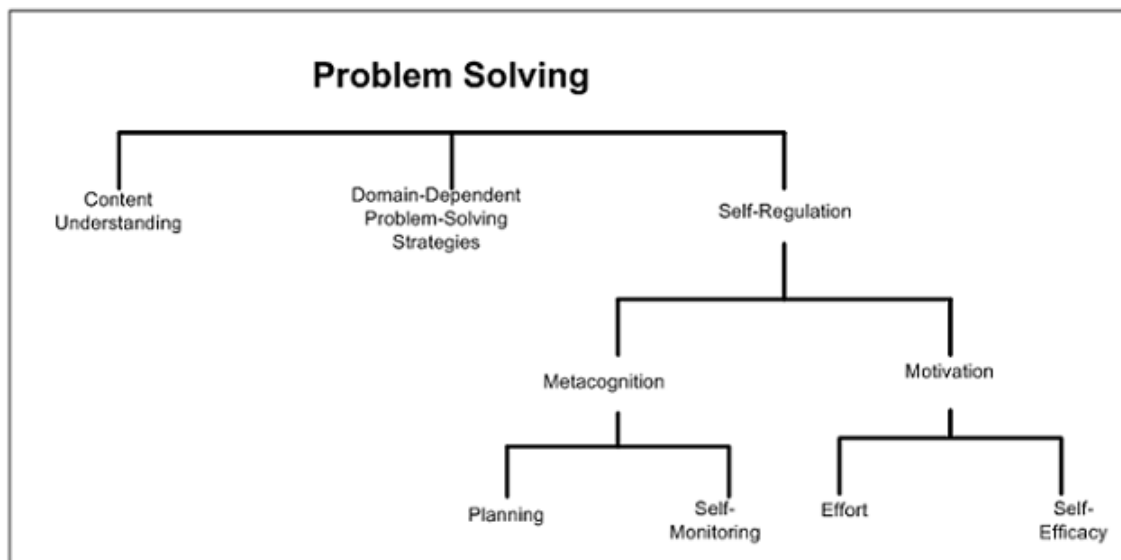 Problem Solving
Content
Understanding
Domain-Dependent
Problem-Solving
Strategies
Self-Regulation
Metacognition
Motivation
Planning
Self-
Monitoring
Effort
Self-
Efficacy